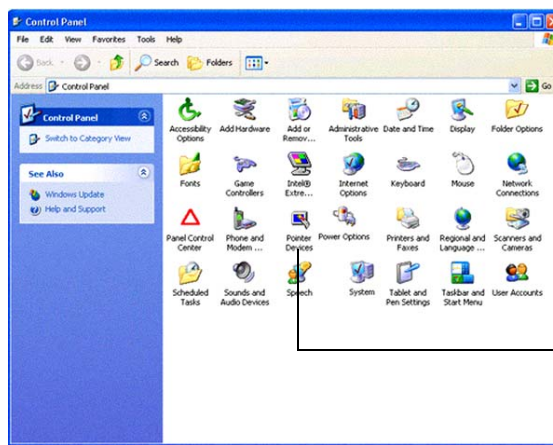 Control Panel
File Edit View Favorites Tools Help
Back Search Folders
Address Control Panel Go
Control Panel
Switch to Category View
See Also
Windows Update
Help and Support
Accessibility Options
Add Hardware
Add or Remov...
Administrative Tools
Date and Time
Display
Folder Options
Fonts
Game Controllers
Intel® Extre...
Internet Options
Keyboard
Mouse
Network Connections
Panel Control Center
Phone and Modem ...
Pointer Devices
Power Options
Printers and Faxes
Regional and Language ...
Scanners and Cameras
Scheduled Tasks
Sounds and Audio Devices
Speech
System
Tablet and Pen Settings
Taskbar and Start Menu
User Accounts